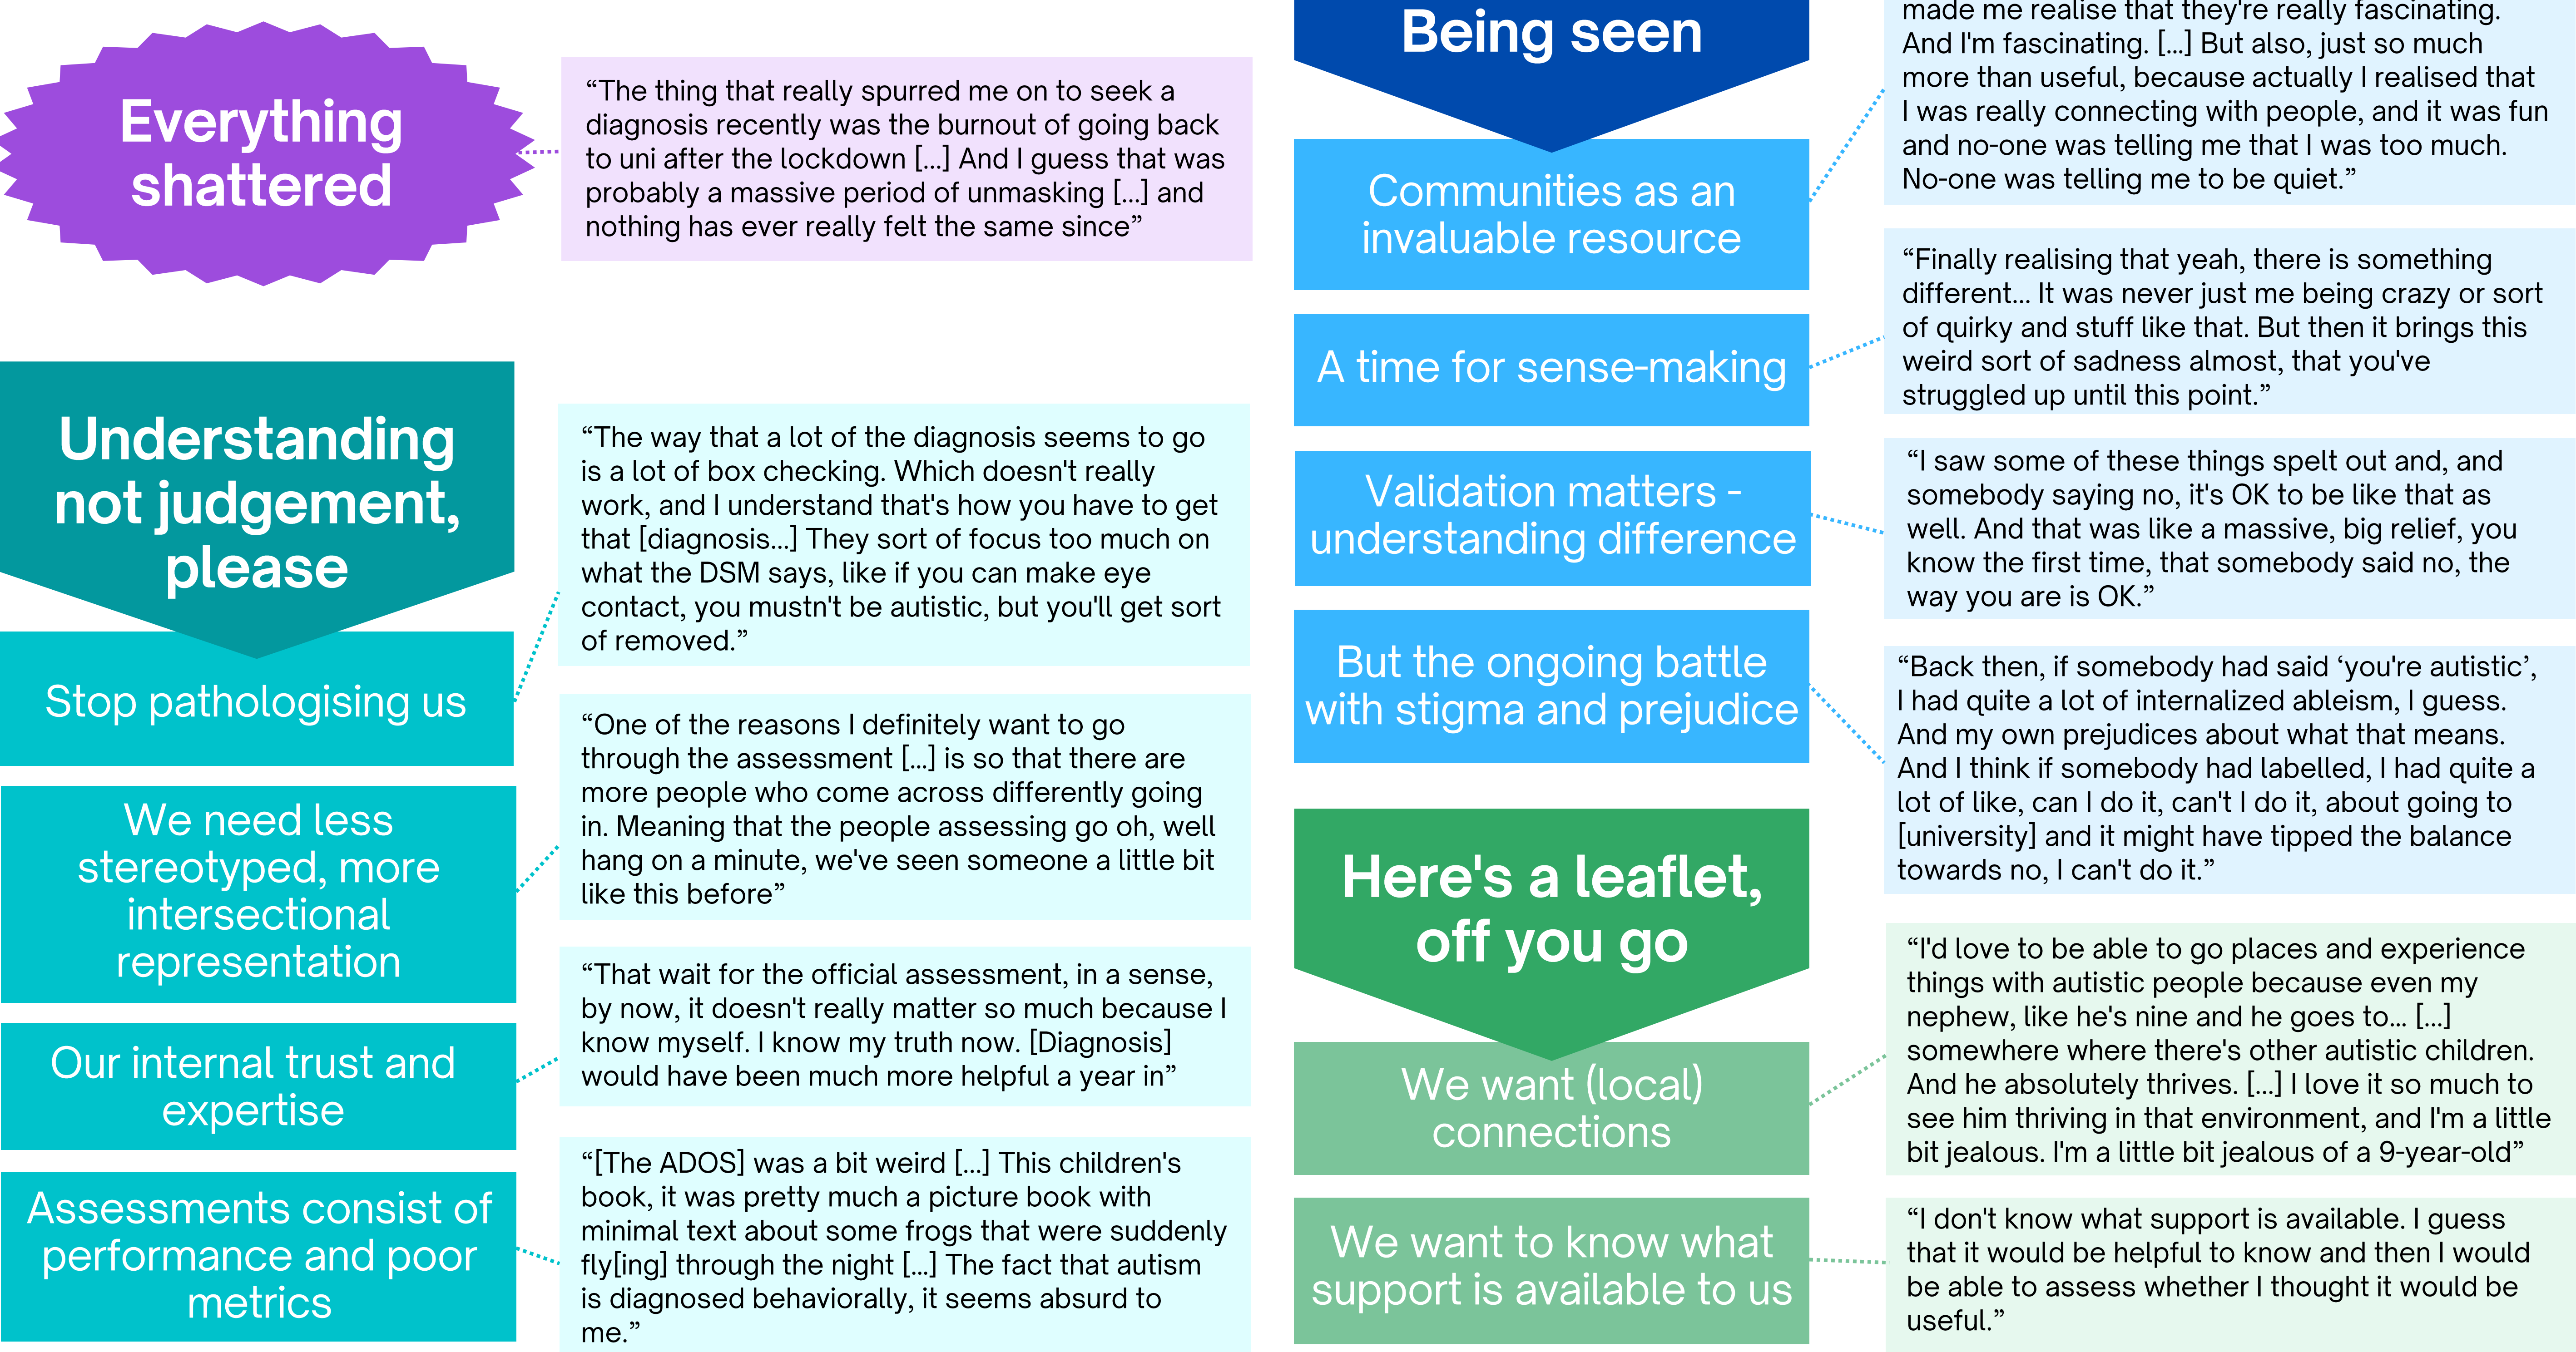 Everything
shattered
“The thing that really spurred me on to seek a
diagnosis recently was the burnout of going back
to uni after the lockdown [...] And I guess that was
probably a massive period of unmasking [...] and
nothing has ever really felt the same since”
Understanding
not judgement,
please
Stop pathologising us
“The way that a lot of the diagnosis seems to go
is a lot of box checking. Which doesn't really
work, and I understand that's how you have to get
that [diagnosis...] They sort of focus too much on
what the DSM says, like if you can make eye
contact, you mustn't be autistic, but you'll get sort
of removed.”
We need less
stereotyped, more
intersectional
representation
“One of the reasons I definitely want to go
through the assessment [...] is so that there are
more people who come across differently going
in. Meaning that the people assessing go oh, well
hang on a minute, we've seen someone a little bit
like this before”
Our internal trust and
expertise
“That wait for the official assessment, in a sense,
by now, it doesn't really matter so much because I
know myself. I know my truth now. [Diagnosis]
would have been much more helpful a year in”
Assessments consist of
performance and poor
metrics
“[The ADOS] was a bit weird [...] This children's
book, it was pretty much a picture book with
minimal text about some frogs that were suddenly
fly[ing] through the night [...] The fact that autism
is diagnosed behaviorally, it seems absurd to
me.”
Being seen
Communities as an
invaluable resource
made me realise that they're really fascinating.
And I'm fascinating. [...] But also, just so much
more than useful, because actually I realised that
I was really connecting with people, and it was fun
and no-one was telling me that I was too much.
No-one was telling me to be quiet.”
A time for sense-making
“Finally realising that yeah, there is something
different... It was never just me being crazy or sort
of quirky and stuff like that. But then it brings this
weird sort of sadness almost, that you've
struggled up until this point.”
Validation matters -
understanding difference
“I saw some of these things spelt out and, and
somebody saying no, it's OK to be like that as
well. And that was like a massive, big relief, you
know the first time, that somebody said no, the
way you are is OK.”
But the ongoing battle
with stigma and prejudice
“Back then, if somebody had said ‘you're autistic’,
I had quite a lot of internalized ableism, I guess.
And my own prejudices about what that means.
And I think if somebody had labelled, I had quite a
lot of like, can I do it, can't I do it, about going to
[university] and it might have tipped the balance
towards no, I can't do it.”
Here's a leaflet,
off you go
We want (local)
connections
“I'd love to be able to go places and experience
things with autistic people because even my
nephew, like he's nine and he goes to... [...]
somewhere where there's other autistic children.
And he absolutely thrives. [...] I love it so much to
see him thriving in that environment, and I'm a little
bit jealous. I'm a little bit jealous of a 9-year-old”
We want to know what
support is available to us
“I don't know what support is available. I guess
that it would be helpful to know and then I would
be able to assess whether I thought it would be
useful.”